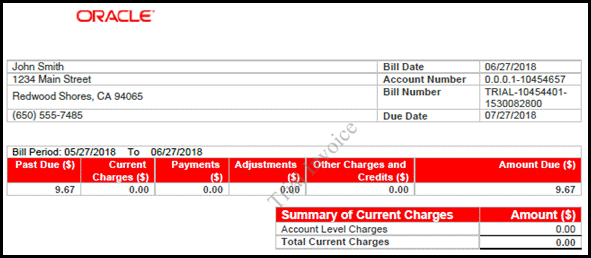 ORACLE
John Smith Bill Date 06/27/2018
1234 Main Street Account Number 0.0.0.1-10454657
Redwood Shores, CA 94065 Bill Number TRIAL-10454401-
1530082800
(650) 555-7485 Due Date 07/27/2018
Bill Period: 05/27/2018 To 06/27/2018
Past Due ($) Current Charges ($) Payments ($) Adjustments ($) Other Charges and Credits ($) Amount Due ($)
9.67 0.00 0.00 0.00 0.00 9.67
Trial Invoice
Summary of Current Charges Amount ($)
Account Level Charges 0.00
Total Current Charges 0.00